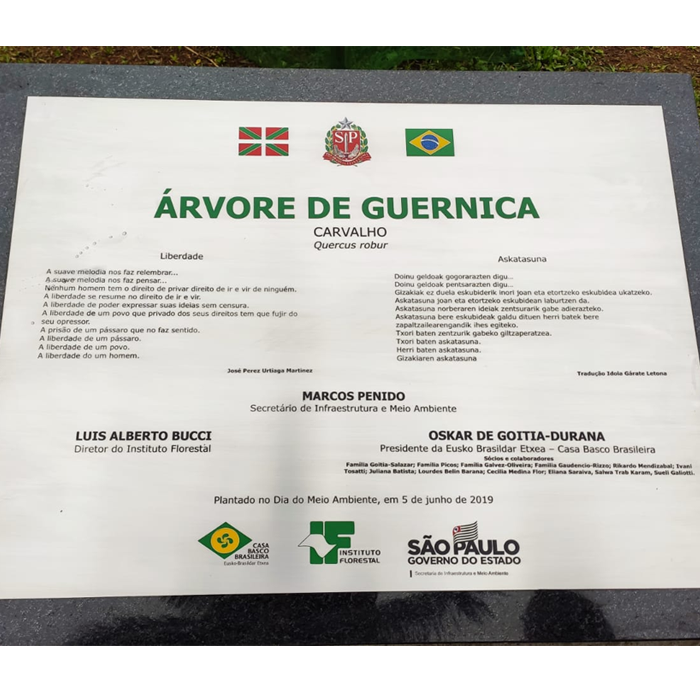 SP
ÁRVORE DE GUERNICA
CARVALHO
Quercus robur
Liberdade
A suave melodia nos faz relembrar...
A suave melodia nos faz pensar...
Nenhum homem tem o direito de privar direito de ir e vir de ninguém.
A liberdade se resume no direito de ir e vir.
A liberdade de poder expressar suas ideias sem censura.
A liberdade de um povo que privado dos seus direitos tem que fujir do
seu opressor.
A prisão de um pássaro que no faz sentido.
A liberdade de um pássaro.
A liberdade de um povo.
A liberdade do um homem.
José Perez Urtiaga Martinez
Askatasuna
Doinu geldoak gogorarazten digu...
Doinu geldoak pentsarazten digu...
Gizakiak ez duela eskubiderik inori joan eta etortzeko eskubidea ukatzeko.
Askatasuna joan eta etortzeko eskubidean laburtzen da.
Askatasuna norberaren ideiak zentsurarik gabe adierazteko.
Askatasuna bere eskubideak galdu dituen herri batek bere
zapaltzailearengandik ihes egiteko.
Txori baten zentzurik gabeko giltzaperatzea.
Txori baten askatasuna.
Herri baten askatasuna.
Gizakiaren askatasuna
Tradução Idoia Gárate Letona
MARCOS PENIDO
Secretário de Infraestrutura e Meio Ambiente
LUIS ALBERTO BUCCI
Diretor do Instituto Florestal
OSKAR DE GOITIA-DURANA
Presidente da Eusko Brasildar Etxea – Casa Basco Brasileira
Sócios e colaboradores
Família Goitia-Salazar; Família Picos; Família Galvez-Oliveira; Família Gaudencio-Rizzo; Rikardo Mendizabal; Ivani
Tosatti; Juliana Batista; Lourdes Belin Barana; Cecília Medina Flor; Eliana Saraiva, Salwa Trab Karam, Sueli Galiotti.
Plantado no Dia do Meio Ambiente, em 5 de junho de 2019
CASA
BASCO
BRASILEIRA
Eusko-Brasildar Etxea
INSTITUTO
FLORESTAL
SÃO PAULO
GOVERNO DO ESTADO
Secretaria de Infraestrutura e Meio Ambiente